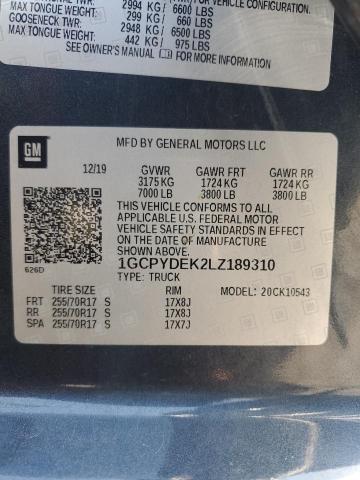 2994 KG / 6600 LBS
MAX TONGUE WEIGHT: 299 KG / 660 LBS
GOOSENECK TWR: 2948 KG / 6500 LBS
MAX TONGUE WEIGHT: 442 KG / 975 LBS
SEE OWNER'S MANUAL FOR
GM
MFD BY GENERAL MOTORS LLC
12/19 GVWR GAWR FRT GAWR RR
3175 KG 1724 KG 1724 KG
7000 LB 3800 LB 3800 LB
THIS VEHICLE CONFORMS TO ALL
APPLICABLE U.S. FEDERAL MOTOR
VEHICLE SAFETY STANDARDS IN
EFFECT ON THE DATE OF MANUFACTURE
SHOWN ABOVE.
626D 1GCPYDEK2LZ189310
TYPE: TRUCK MODEL: 20CK10543
TIRE SIZE RIM
FRT 255/70R17 S 17X8J
RR 255/70R17 S 17X8J
SPA 255/70R17 S 17X7J